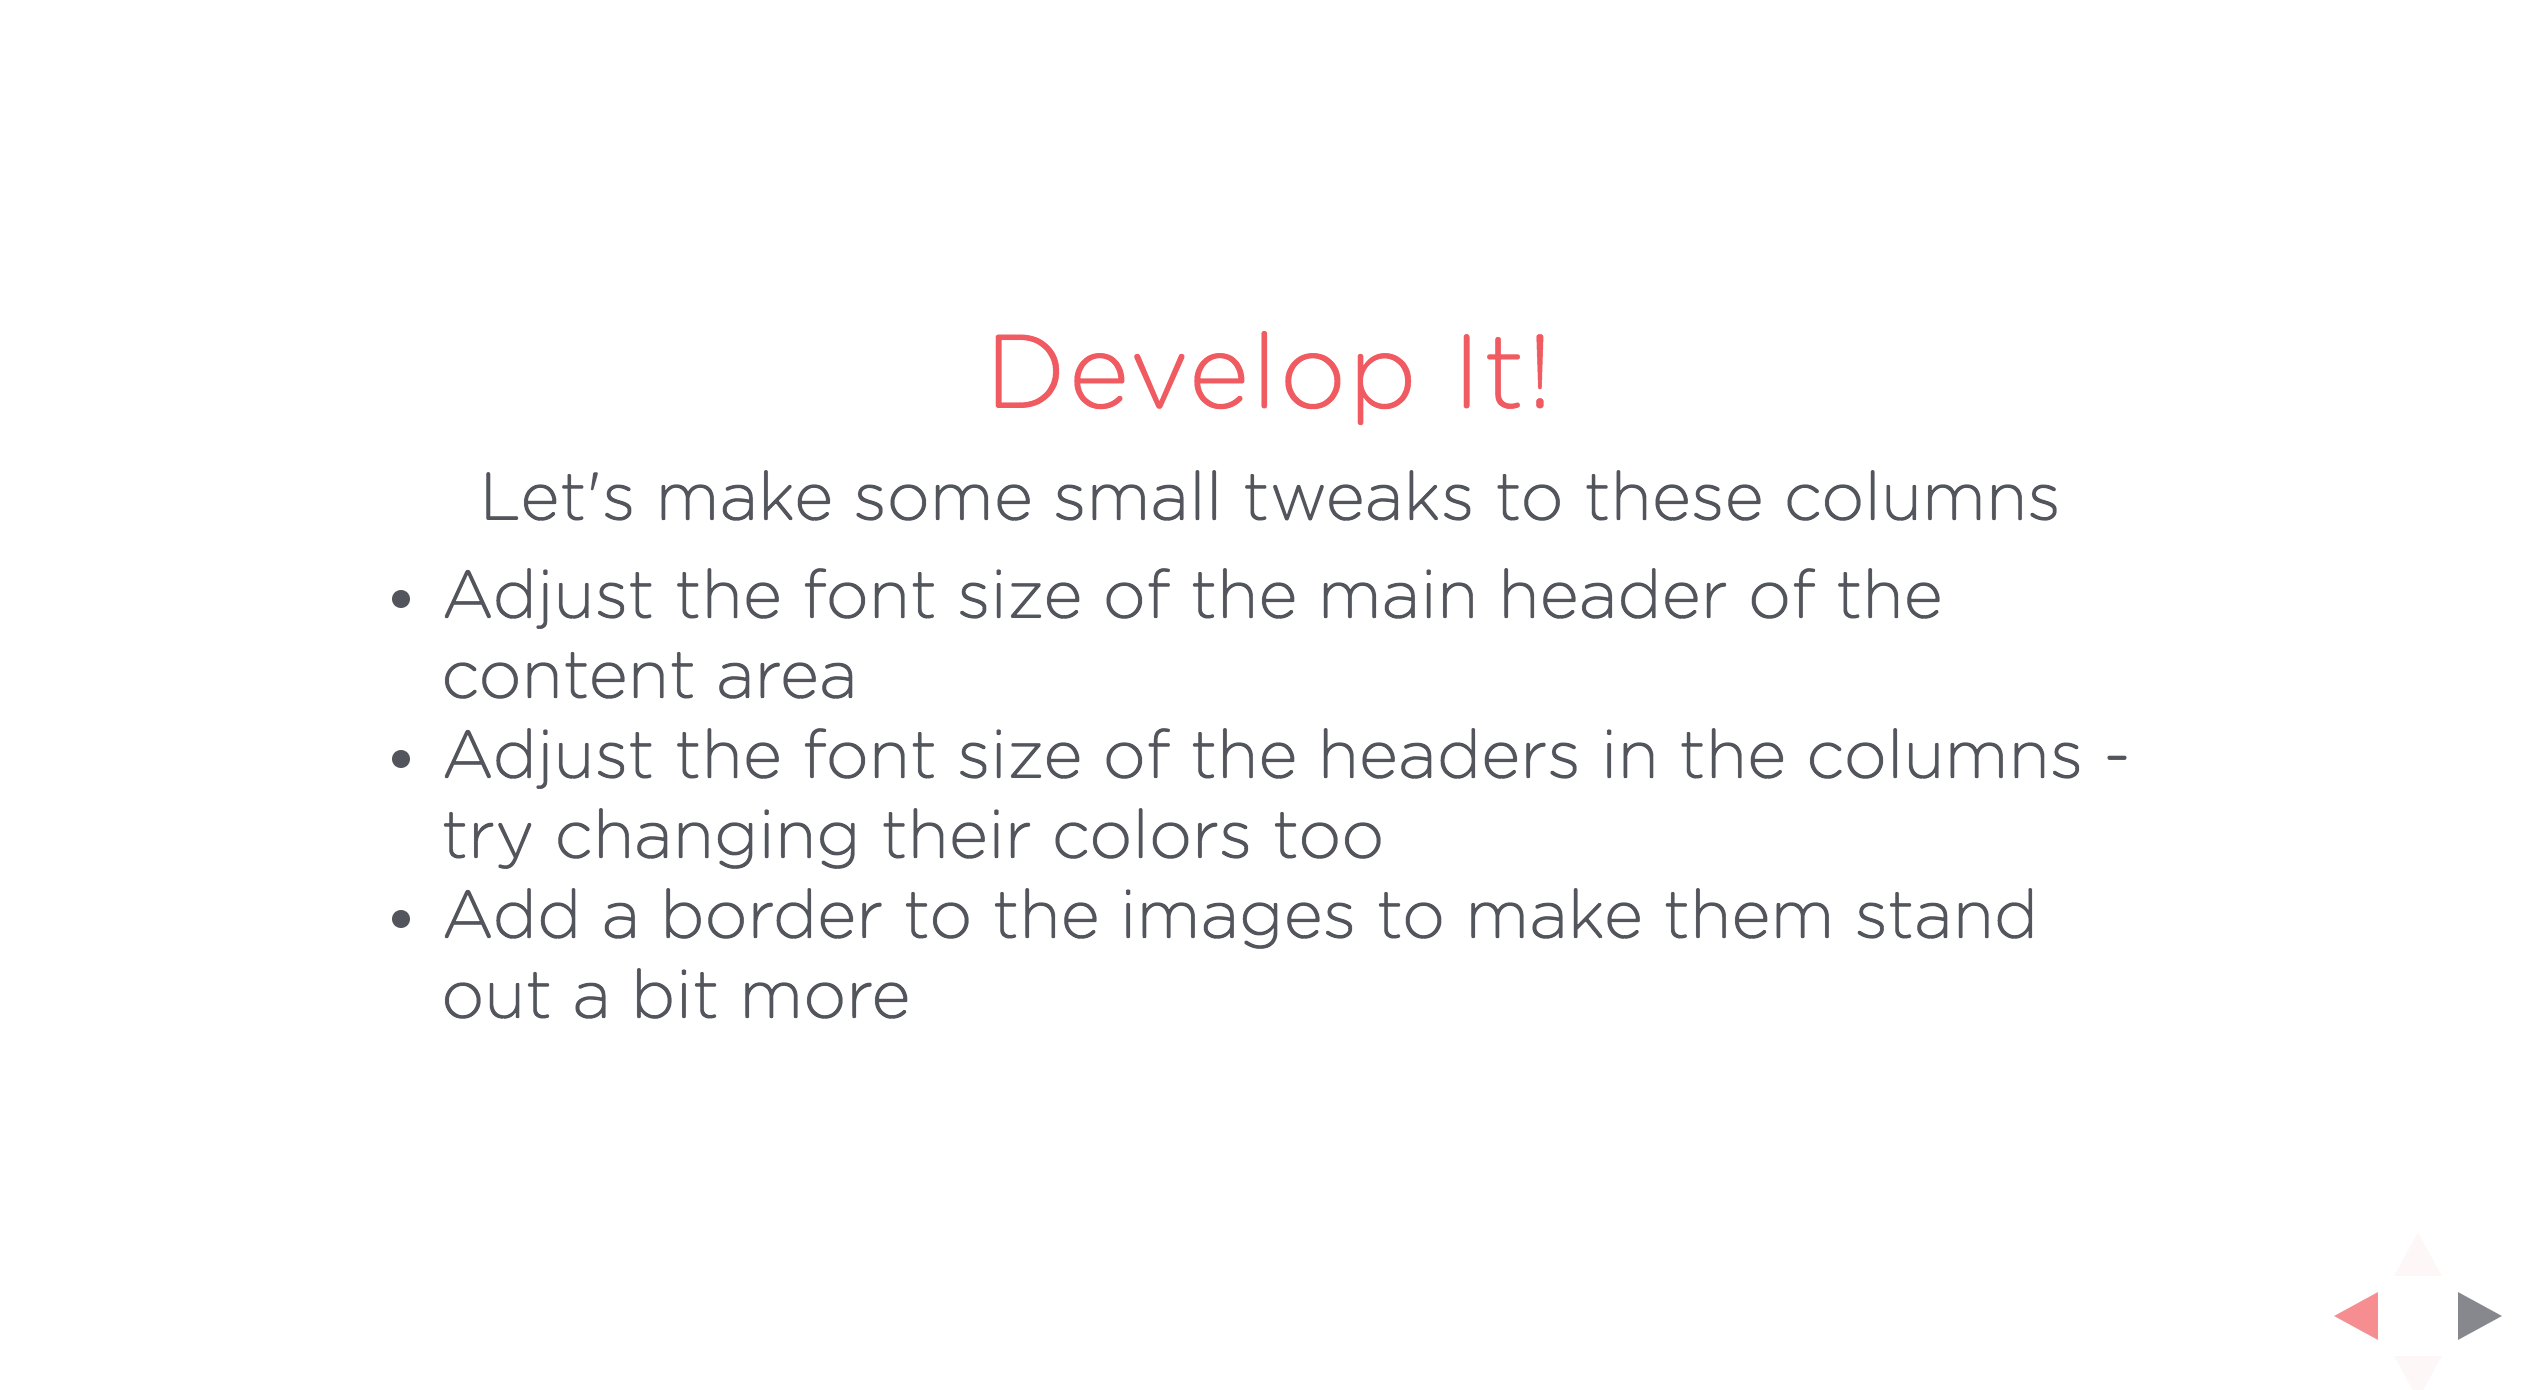 Develop It!
Let's make some small tweaks to these columns
• Adjust the font size of the main header of the
content area
• Adjust the font size of the headers in the columns -
try changing their colors too
• Add a border to the images to make them stand
out a bit more